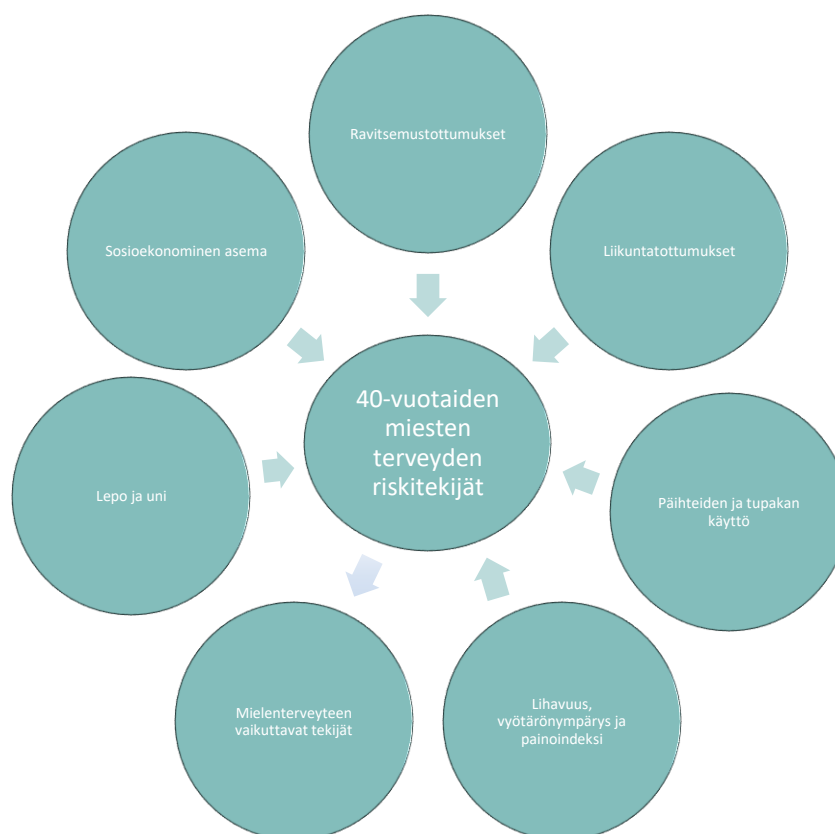 Ravitsemustottumukset
Sosioekonominen asema
Liikuntatottumukset
40-vuotaiden
miesten
terveyden
riskitekijät
Lepo ja uni
Päihteiden ja tupakan
käyttö
Mielenterveyteen
vaikuttavat tekijät
Lihavuus,
vyötärönympärys ja
painoindeksi